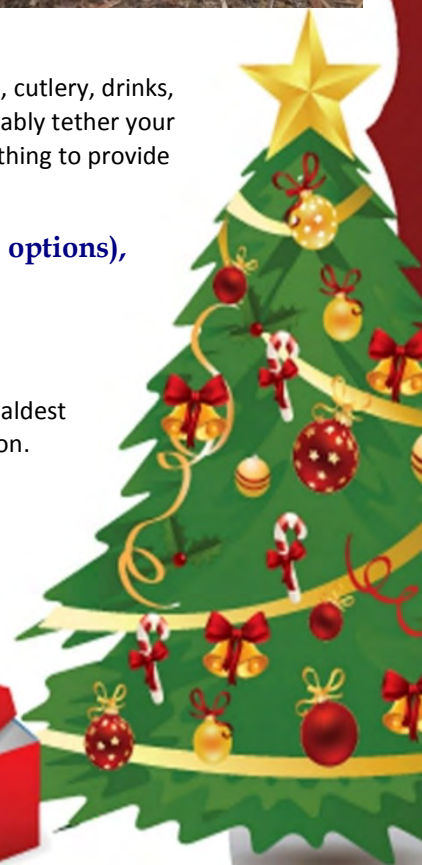 , cutlery, drinks,
ably tether your
thing to provide
options),
aldest
on.